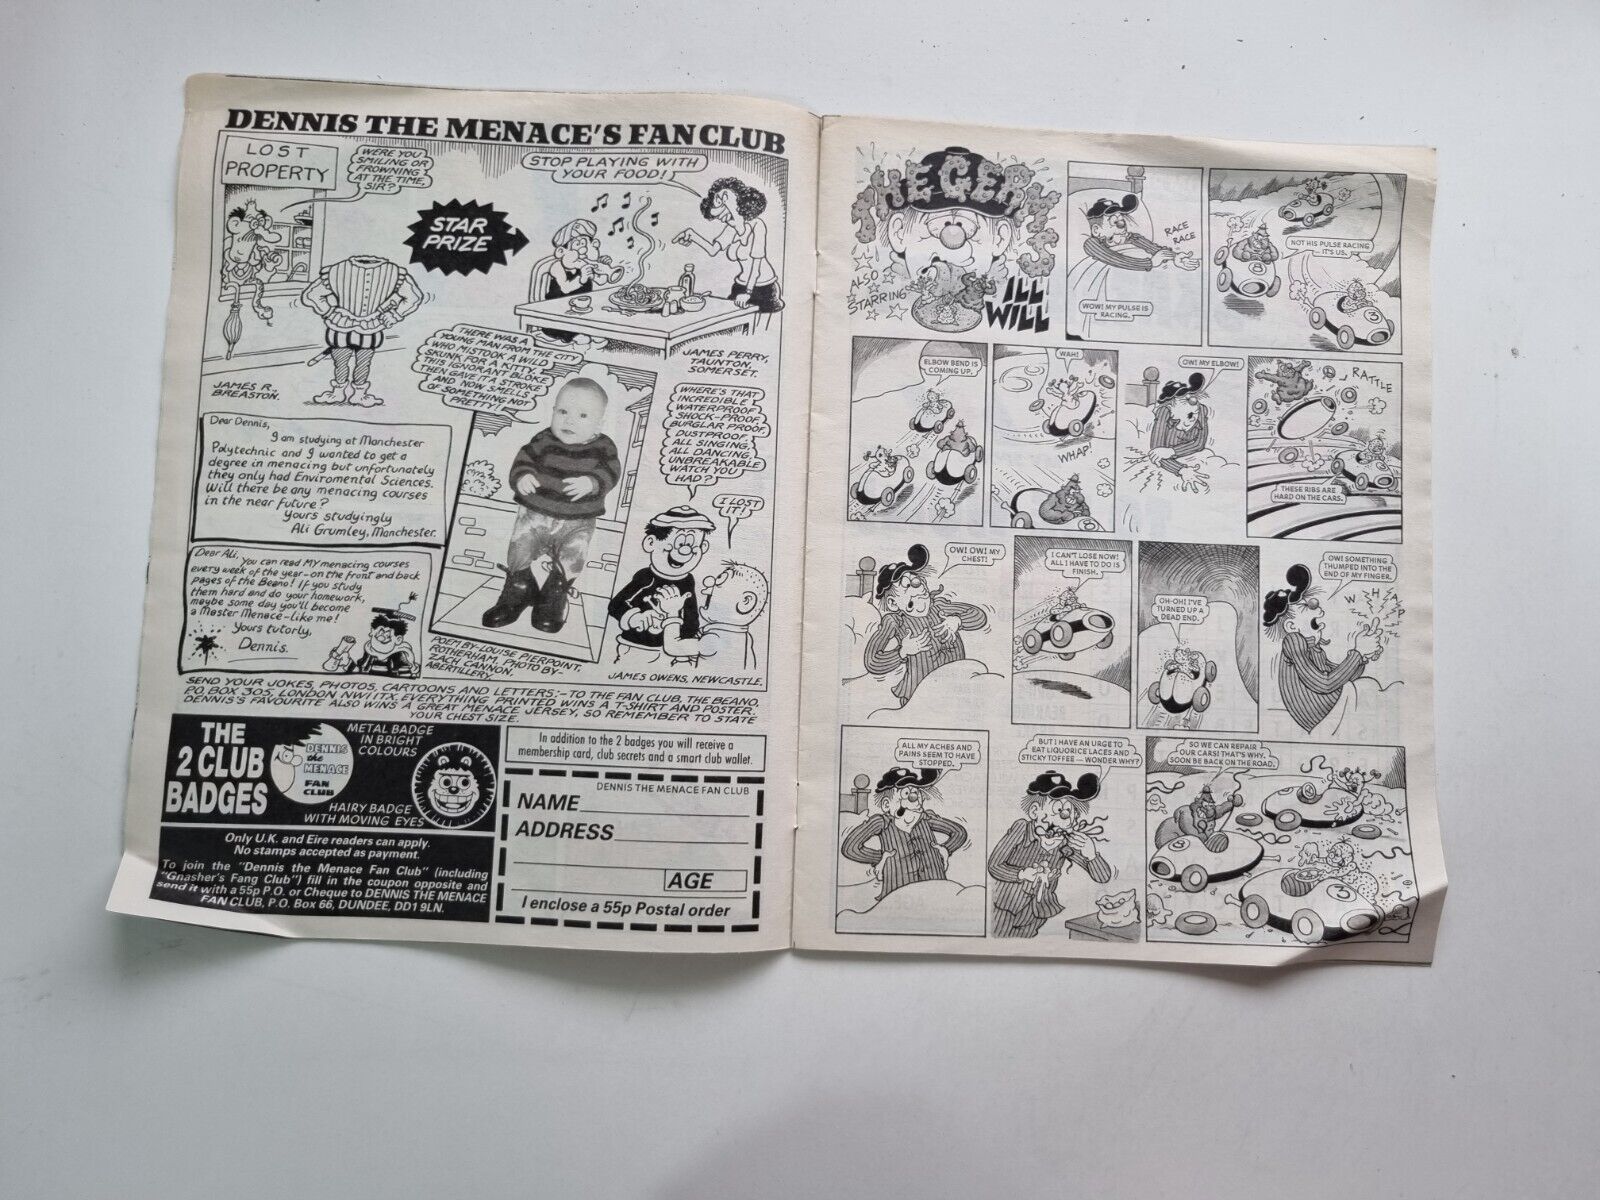 DENNIS THE MENACE'S FAN CLUB
LOST
PROPERTY
WERE YOU
SMILING OR
FROWNING
AT THE TIME,
SIR?
STAR
PRIZE
STOP PLAYING WITH
YOUR FOOD!
JAMES R.,
BREASTON.
JAMES PERRY,
TAUNTON,
SOMERSET.
THERE WAS A
YOUNG MAN FROM THE CITY
WHO MISTOOK A WILD
SKUNK FOR A KITTY.
THIS IGNORANT BLOKE
THEN GAVE IT A STROKE
AND NOW SMELLS
OF SOMETHING NOT
PRETTY!
WHERE'S THAT
INCREDIBLE
WATERPROOF,
SHOCK-PROOF,
BURGLAR PROOF,
DUSTPROOF,
ALL SINGING,
ALL DANCING,
UNBREAKABLE
WATCH YOU
HAD?
I LOST
IT!
Dear Dennis,
I am studying at Manchester
Polytechnic and I wanted to get a
degree in menacing but unfortunately
they only had Enviromental Sciences.
Will there be any menacing courses
in the near future?
Yours studyingly
Ali Grumley, Manchester.
Dear Ali,
You can read MY menacing courses
every week of the year-on the front and back
pages of the Beano! If you study
them hard and do your homework,
maybe some day you'll become
a Master Menace-like me!
Yours tutorly,
Dennis.
POEM BY-LOUISE PIERPOINT,
ROTHERHAM. PHOTO BY-
ZACH CANNON,
ABERTILLERY.
JAMES OWENS, NEWCASTLE.
SEND YOUR JOKES, PHOTOS, CARTOONS AND LETTERS:-TO THE FAN CLUB, THE BEANO,
PO BOX 305, LONDON NW1 1TX. EVERYTHING PRINTED WINS A T-SHIRT AND POSTER.
DENNIS'S FAVOURITE ALSO WINS A GREAT MENACE JERSEY, SO REMEMBER TO STATE
YOUR CHEST SIZE.
THE
2 CLUB
BADGES
DENNIS
the
MENACE
FAN
CLUB
METAL BADGE
IN BRIGHT
COLOURS
HAIRY BADGE
WITH MOVING EYES
Only U.K. and Eire readers can apply.
No stamps accepted as payment.
To join the "Dennis the Menace Fan Club" (including
"Gnasher's Fang Club") fill in the coupon opposite and
send it with a 55p P.O. or Cheque to DENNIS THE MENACE
FAN CLUB, P.O. Box 66, DUNDEE, DD1 9LN.
In addition to the 2 badges you will receive a
membership card, club secrets and a smart club wallet.
DENNIS THE MENACE FAN CLUB
NAME
ADDRESS
AGE
I enclose a 55p Postal order
THE GERMS
ALSO
STARRING
ILL
WILL
RACE
RACE
WOW! MY PULSE IS
RACING.
NOT HIS PULSE RACING
— IT'S US.
8
3
ELBOW BEND IS
COMING UP.
WAH!
WHAP!
8
OW! MY ELBOW!
RATTLE
THESE RIBS ARE
HARD ON THE CARS.
OW! OW! MY
CHEST!
I CAN'T LOSE NOW!
ALL I HAVE TO DO IS
FINISH.
OH-OH! I'VE
TURNED UP A
DEAD END.
OW! SOMETHING
THUMPED INTO THE
END OF MY FINGER.
WHAP
ALL MY ACHES AND
PAINS SEEM TO HAVE
STOPPED.
BUT I HAVE AN URGE TO
EAT LIQUORICE LACES AND
STICKY TOFFEE — WONDER WHY?
SO WE CAN REPAIR
OUR CARS! THAT'S WHY.
SOON BE BACK ON THE ROAD.
8
3